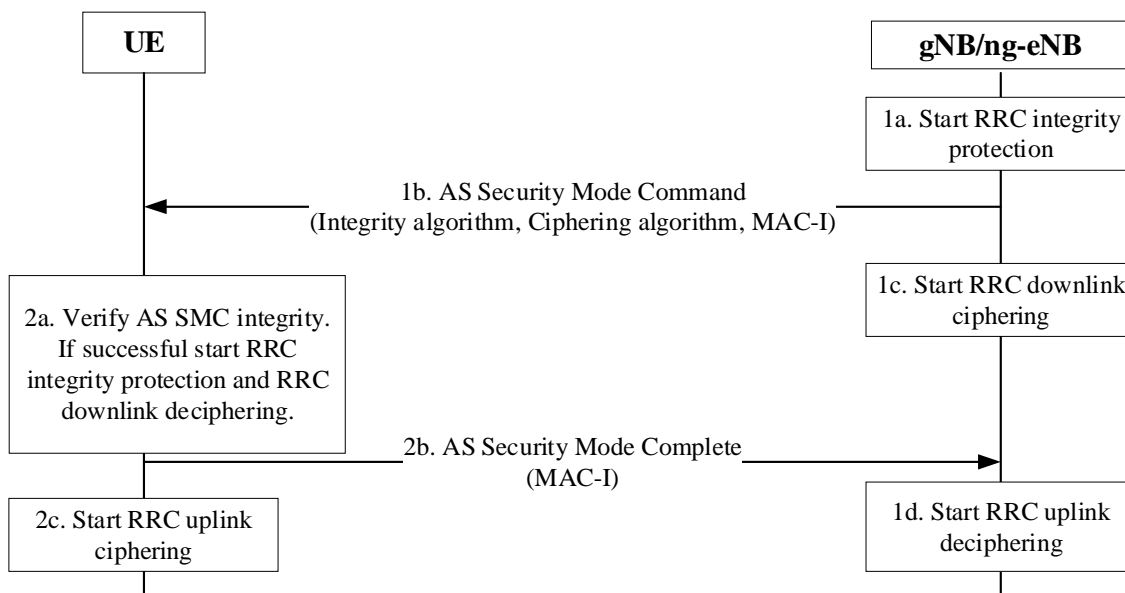 UE
gNB/ng-eNB
1a. Start RRC integrity
protection
1b. AS Security Mode Command
(Integrity algorithm, Ciphering algorithm, MAC-I)
1c. Start RRC downlink
ciphering
2a. Verify AS SMC integrity.
If successful start RRC
integrity protection and RRC
downlink deciphering.
2b. AS Security Mode Complete
(MAC-I)
2c. Start RRC uplink
ciphering
1d. Start RRC uplink
deciphering